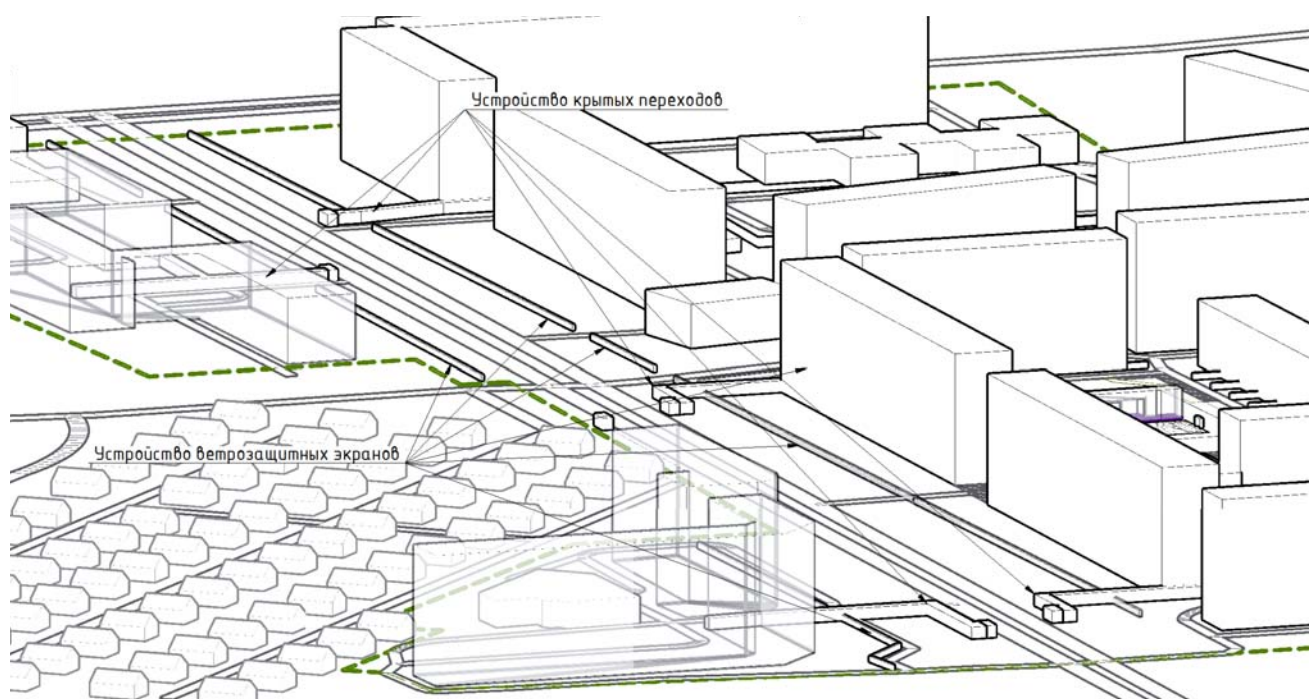 Устройство крытых переходов
Устройство ветрозащитных экранов